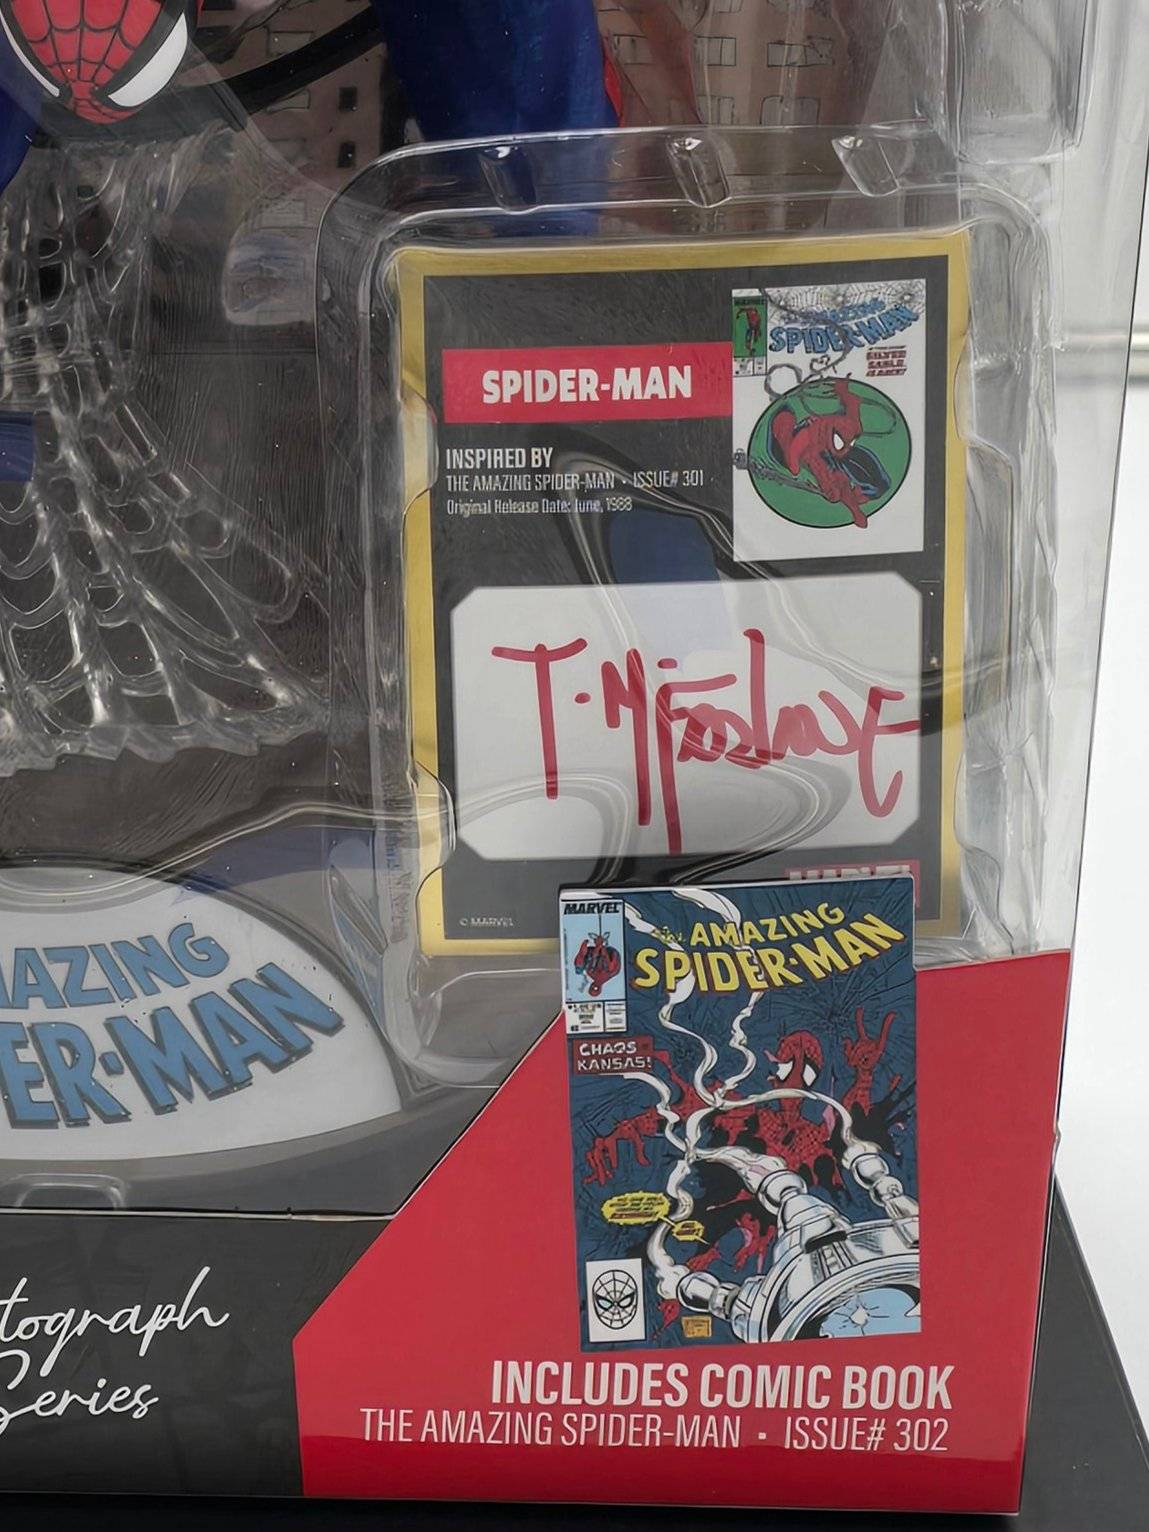 SPIDER-MAN
INSPIRED BY
THE AMAZING SPIDER-MAN • ISSUE# 301
Original Release Date: June, 1988
MARVEL
SPIDER-MAN
T. McFarlane
© MARVEL
MARVEL
MARVEL
THE AMAZING
SPIDER-MAN
CHAOS
KANSAS!
AZING
ER-MAN
tograph
Series
INCLUDES COMIC BOOK
THE AMAZING SPIDER-MAN • ISSUE# 302